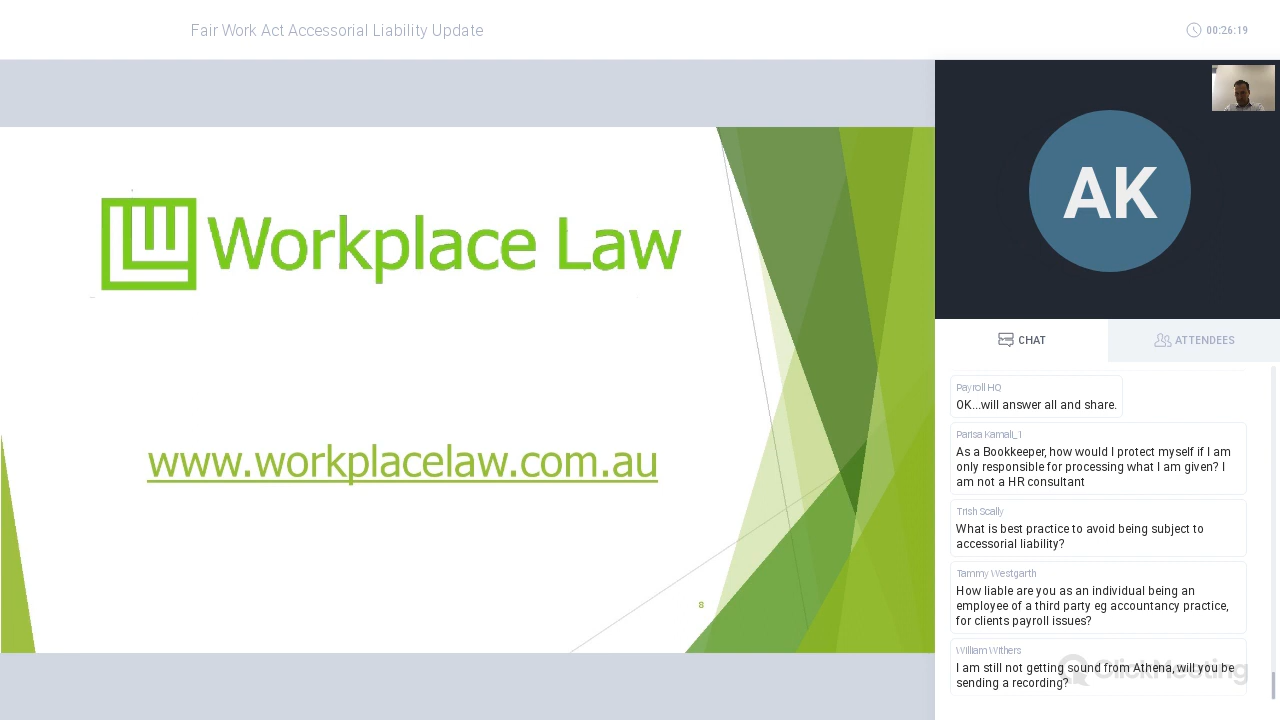 Fair Work Act Accessorial Liability Update
00:26:19
Workplace Law
www.workplacelaw.com.au
8
AK
CHAT
ATTENDEES
Payroll HQ
OK...will answer all and share.
Parisa Kamali_1
As a Bookkeeper, how would I protect myself if I am
only responsible for processing what I am given? I
am not a HR consultant
Trish Scally
What is best practice to avoid being subject to
accessorial liability?
Tammy Westgarth
How liable are you as an individual being an
employee of a third party eg accountancy practice,
for clients payroll issues?
William Withers
I am still not getting sound from Athena, will you be
sending a recording?
ClickMeeting